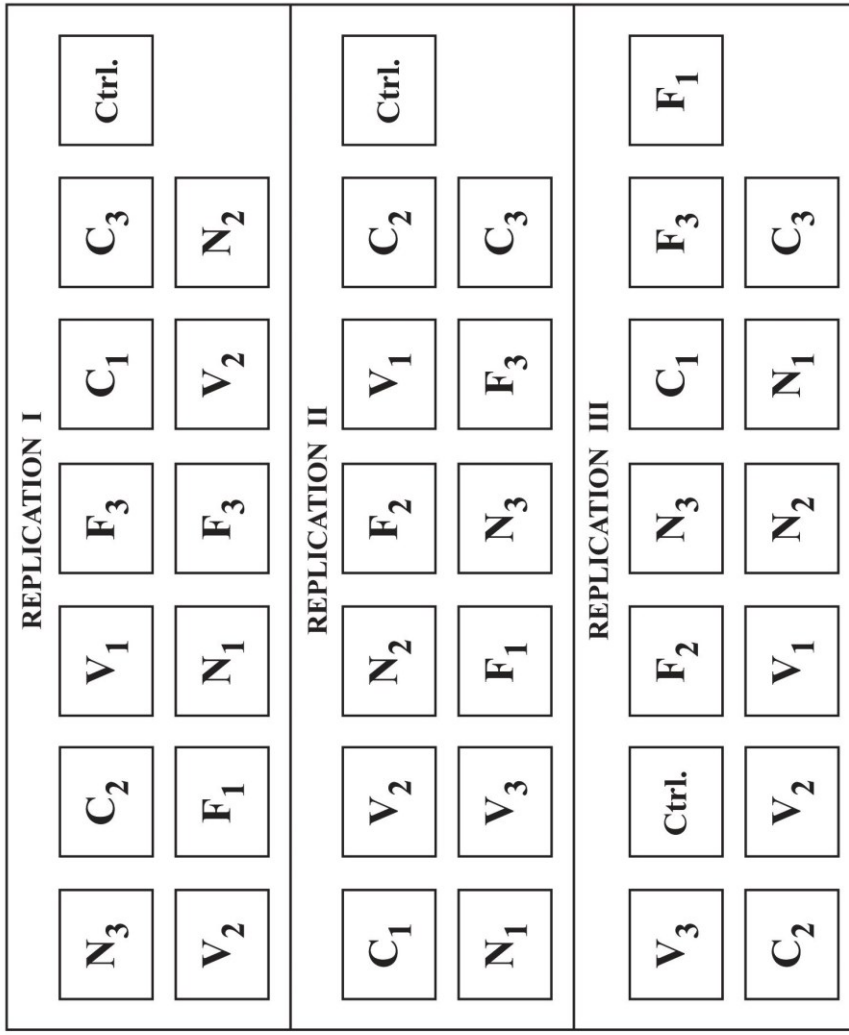 REPLICATION I
N₃ C₂ V₁ F₃ C₁ C₃ Ctrl.
V₂ F₁ N₁ F₃ V₂ N₂
REPLICATION II
C₁ V₂ N₂ F₂ V₁ C₂ Ctrl.
N₁ V₃ F₁ N₃ F₃ C₃
REPLICATION III
V₃ Ctrl. F₂ N₃ C₁ F₃ F₁
C₂ V₂ V₁ N₂ N₁ C₃